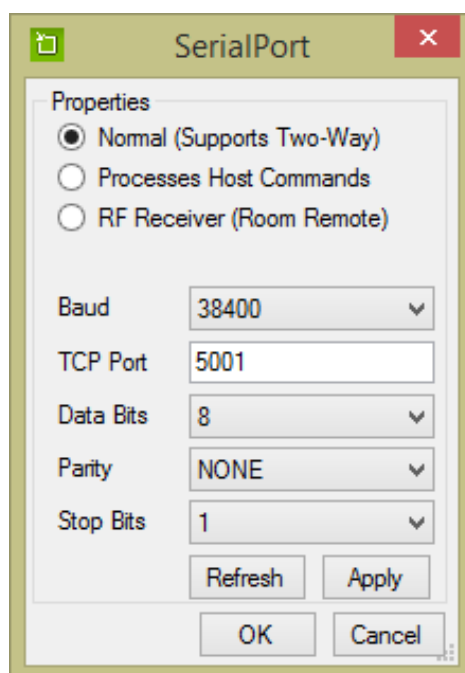 SerialPort
Properties
Normal (Supports Two-Way)
Processes Host Commands
RF Receiver (Room Remote)
Baud 38400
TCP Port 5001
Data Bits 8
Parity NONE
Stop Bits 1
Refresh Apply
OK Cancel